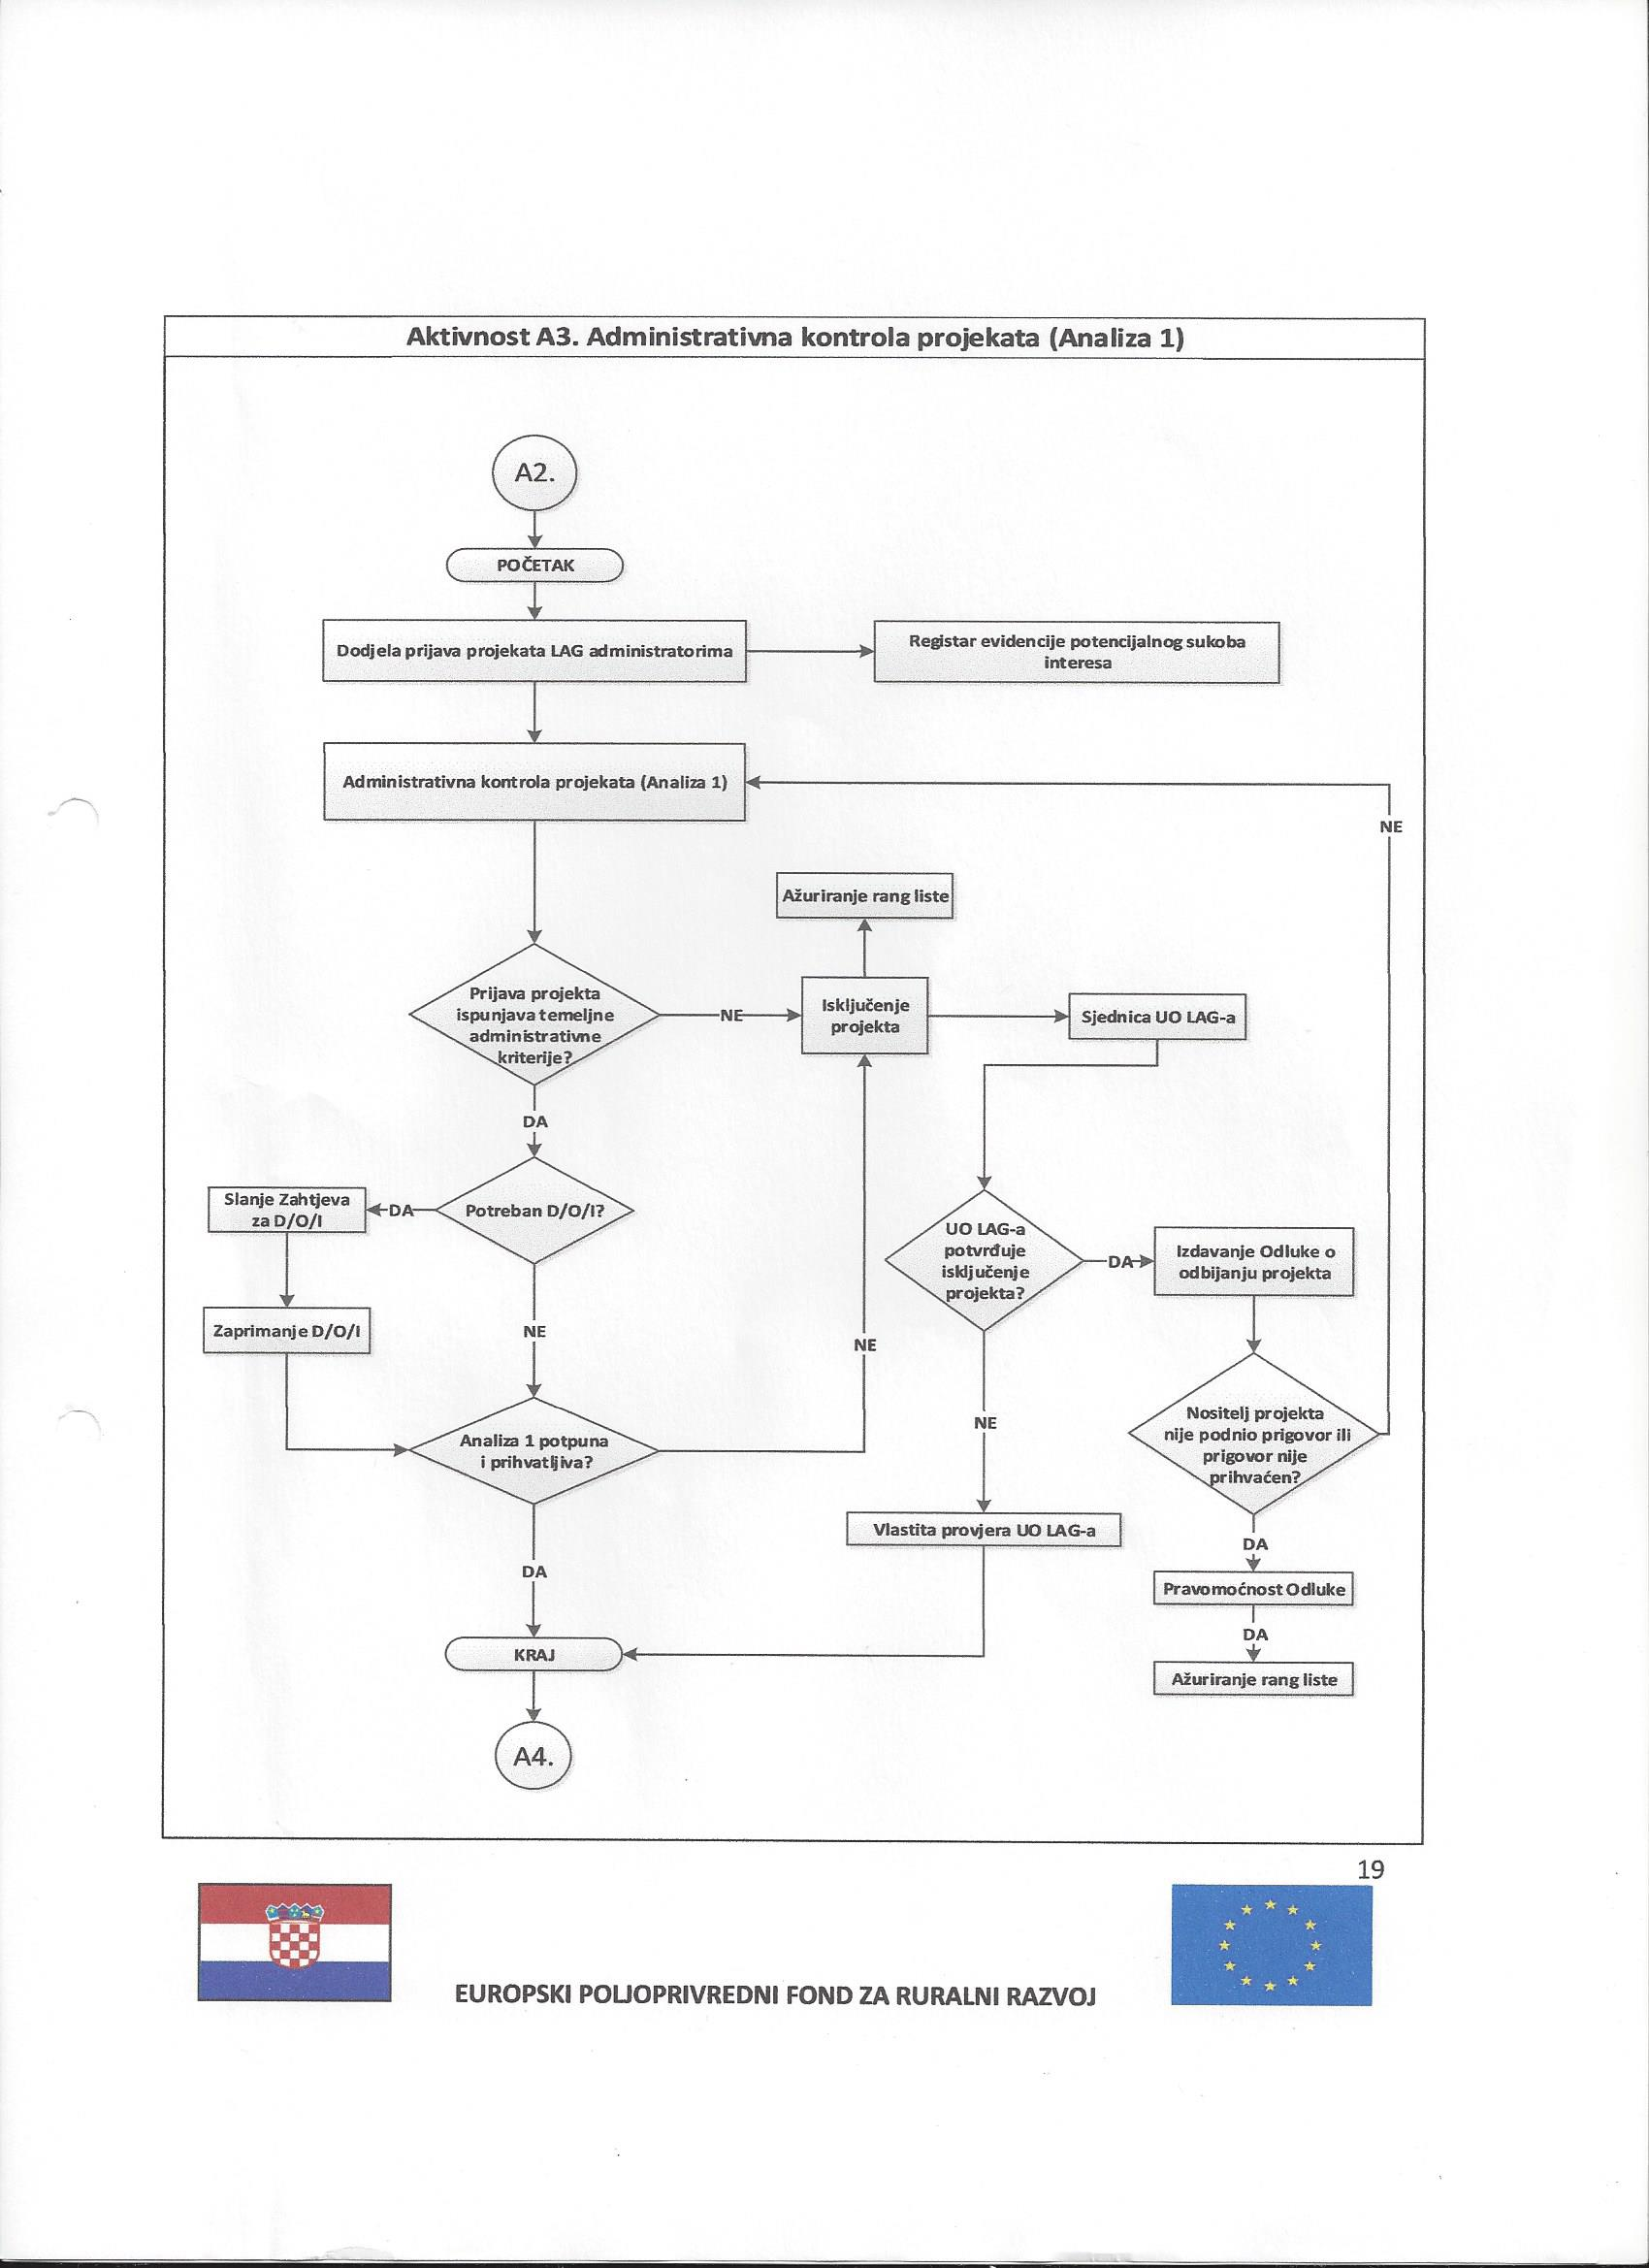 Aktivnost A3. Administrativna kontrola projekata (Analiza 1)
A2.
POČETAK
Dodjela prijava projekata LAG administratorima
Registar evidencije potencijalnog sukoba
interesa
Administrativna kontrola projekata (Analiza 1)
NE
Ažuriranje rang liste
Prijava projekta
ispunjava temeljne
administrativne
kriterije?
NE
Isključenje
projekta
Sjednica UO LAG-a
DA
Slanje Zahtjeva
za D/O/I
DA
Potreban D/O/I?
UO LAG-a
potvrđuje
isključenje
projekta?
DA
Izdavanje Odluke o
odbijanju projekta
Zaprimanje D/O/I
NE
NE
Analiza 1 potpuna
i prihvatljiva?
NE
Nositelj projekta
nije podnio prigovor ili
prigovor nije
prihvaćen?
Vlastita provjera UO LAG-a
DA
DA
Pravomoćnost Odluke
DA
KRAJ
Ažuriranje rang liste
A4.
19
EUROPSKI POLJOPRIVREDNI FOND ZA RURALNI RAZVOJ